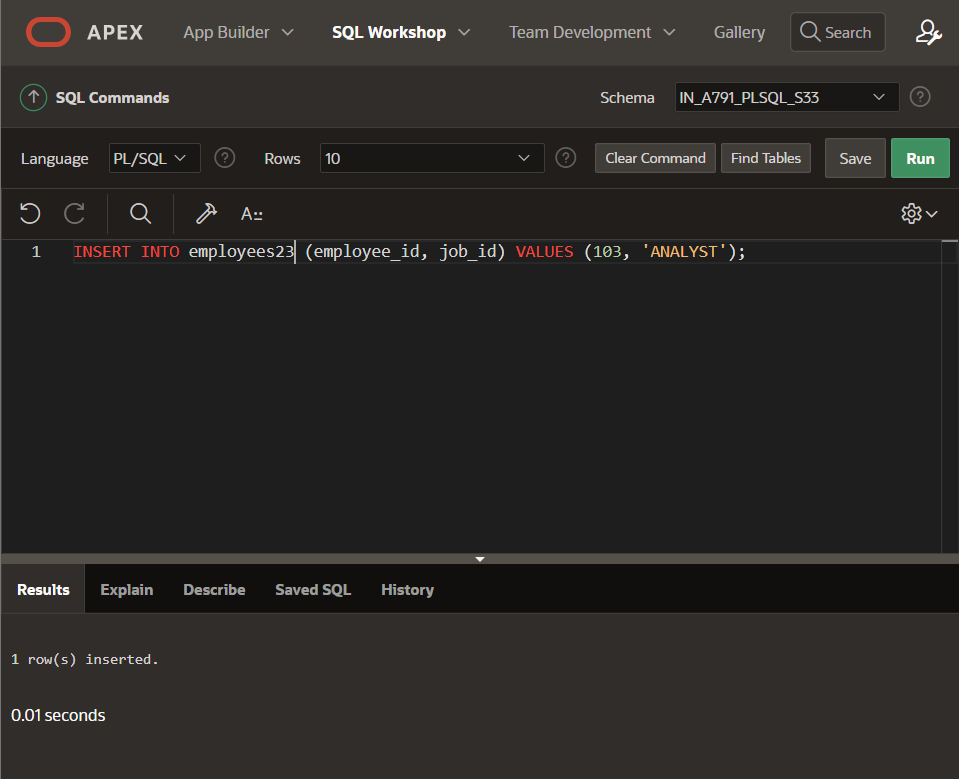 APEX App Builder SQL Workshop Team Development Gallery Search
SQL Commands Schema IN_A791_PLSQL_S33 ?
Language PL/SQL ? Rows 10 ? Clear Command Find Tables Save Run
A::
1 INSERT INTO employees23 (employee_id, job_id) VALUES (103, 'ANALYST');
Results Explain Describe Saved SQL History
1 row(s) inserted.
0.01 seconds